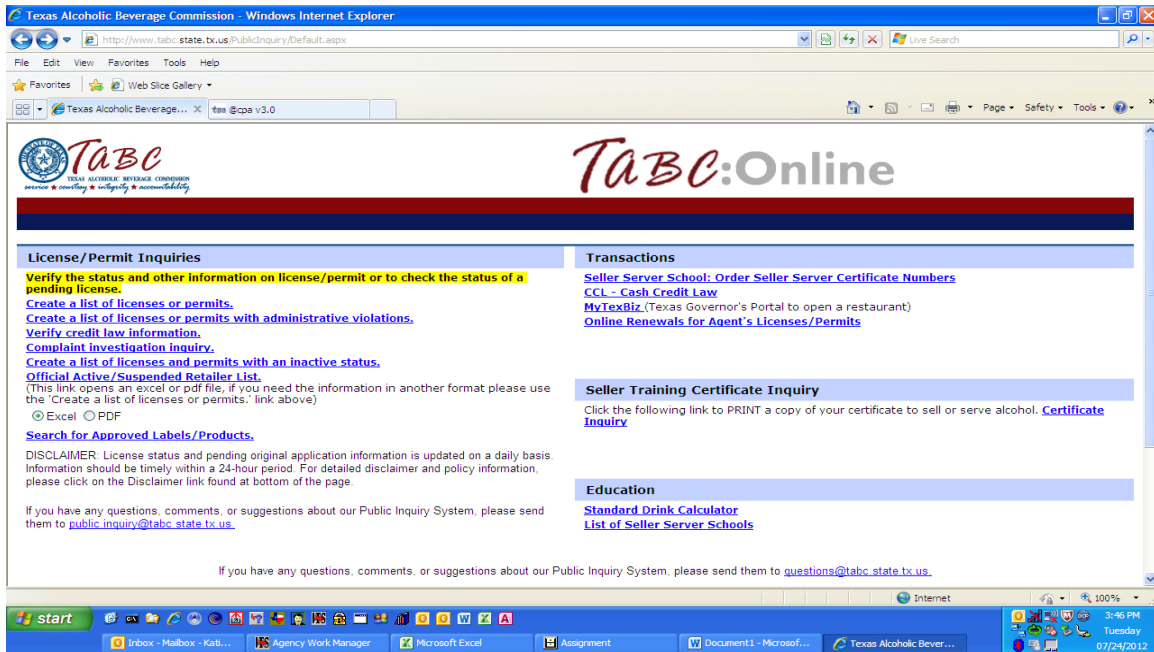 Texas Alcoholic Beverage Commission - Windows Internet Explorer
http://www.tabc.state.tx.us/PublicInquiry/Default.aspx
Live Search
File Edit View Favorites Tools Help
Favorites Web Slice Gallery
Texas Alcoholic Beverage... X @cpa v3.0
Page Safety Tools
TABC
TEXAS ALCOHOLIC BEVERAGE COMMISSION
service ★ courtesy ★ integrity ★ accountability
TABC:Online
License/Permit Inquiries
Verify the status and other information on license/permit or to check the status of a
pending license.
Create a list of licenses or permits.
Create a list of licenses or permits with administrative violations.
Verify credit law information.
Complaint investigation inquiry.
Create a list of licenses and permits with an inactive status.
Official Active/Suspended Retailer List.
(This link opens an excel or pdf file, if you need the information in another format please use
the 'Create a list of licenses or permits.' link above)
Excel PDF
Search for Approved Labels/Products.
DISCLAIMER: License status and pending original application information is updated on a daily basis.
Information should be timely within a 24-hour period. For detailed disclaimer and policy information,
please click on the Disclaimer link found at bottom of the page.
If you have any questions, comments, or suggestions about our Public Inquiry System, please send
them to public.inquiry@tabc.state.tx.us.
Transactions
Seller Server School: Order Seller Server Certificate Numbers
CCL - Cash Credit Law
MyTexBiz (Texas Governor's Portal to open a restaurant)
Online Renewals for Agent's Licenses/Permits
Seller Training Certificate Inquiry
Click the following link to PRINT a copy of your certificate to sell or serve alcohol. Certificate
Inquiry
Education
Standard Drink Calculator
List of Seller Server Schools
If you have any questions, comments, or suggestions about our Public Inquiry System, please send them to questions@tabc.state.tx.us.
Internet 100%
start
3:46 PM
Tuesday
07/24/2012
Inbox - Mailbox - Kati... Agency Work Manager Microsoft Excel Assignment Document1 - Microsof... Texas Alcoholic Bever...